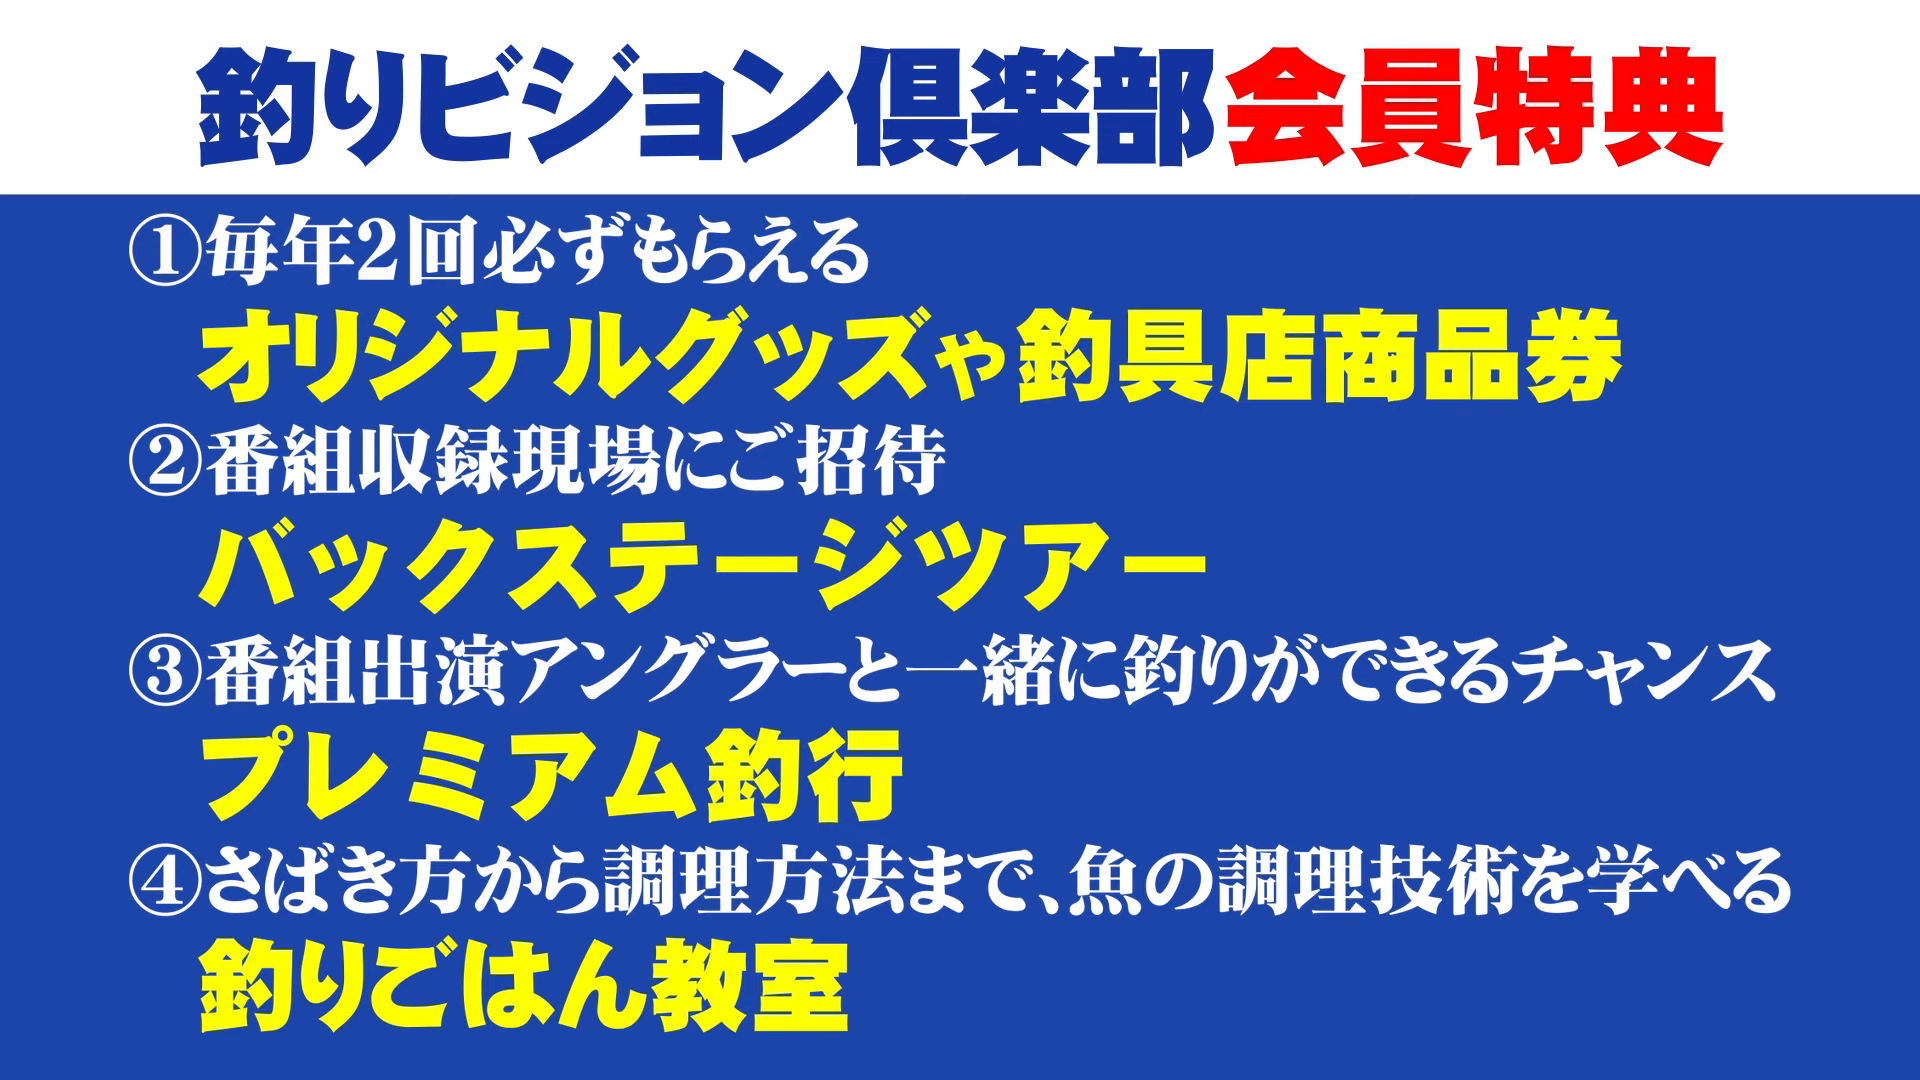 釣りビジョン倶楽部会員特典
①毎年2回必ずもらえる
オリジナルグッズや釣具店商品券
②番組収録現場にご招待
バックステージツアー
③番組出演アングラーと一緒に釣りができるチャンス
プレミアム釣行
④さばき方から調理方法まで、魚の調理技術を学べる
釣りごはん教室